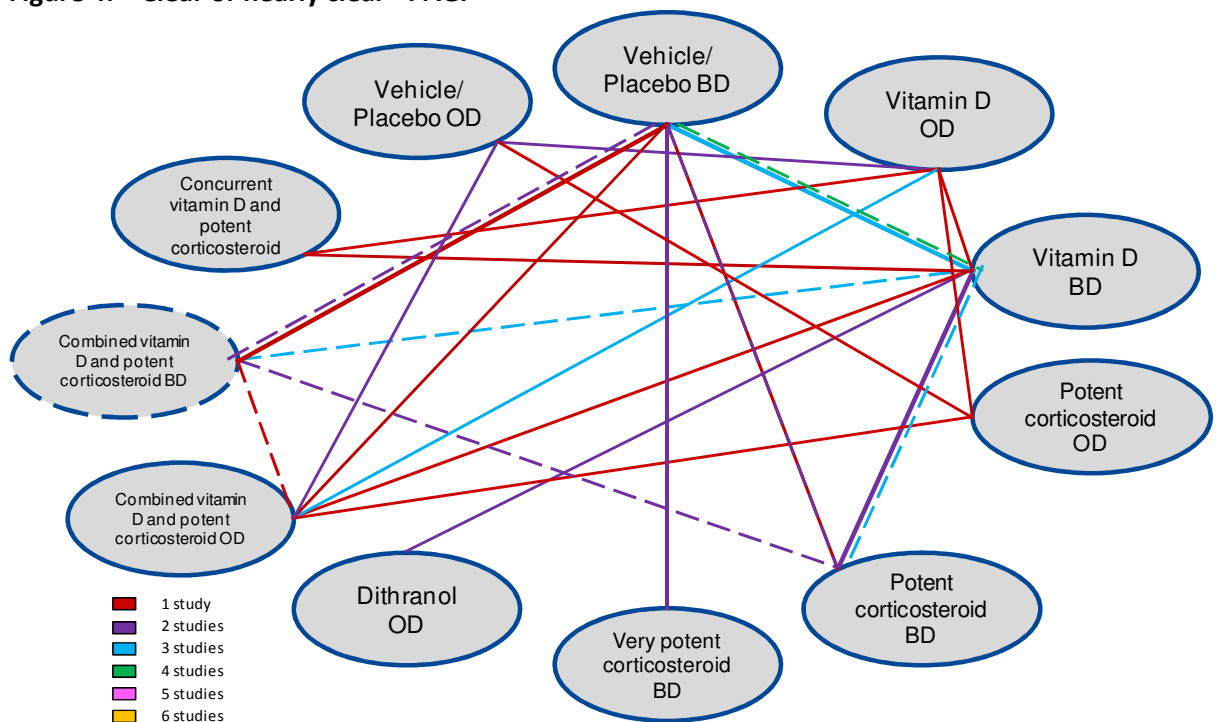 Vehicle/
Placebo BD
Vehicle/
Placebo OD
Vitamin D
OD
Concurrent
vitamin D and
potent
corticosteroid
Vitamin D
BD
Combined vitamin
D and potent
corticosteroid BD
Potent
corticosteroid
OD
Combined vitamin
D and potent
corticosteroid OD
Dithranol
OD
Very potent
corticosteroid
BD
Potent
corticosteroid
BD
1 study
2 studies
3 studies
4 studies
5 studies
6 studies